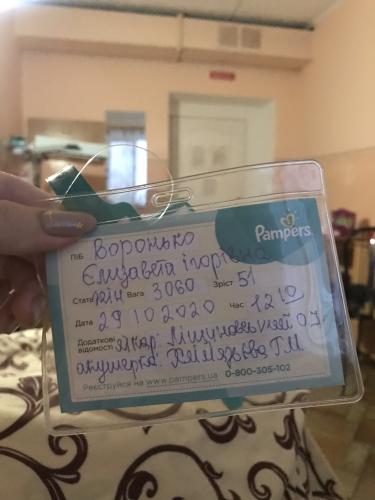 Pampers
ПІБ Воронько
Єлизавета Ігорівна
Стать жін Вага 3060 Зріст 51
Дата 29 10 2020 Час 12 10
Додаткові відомості Лікар: О.
акушерка: Г М
Реєструйся на www.pampers.ua 0-800-305-102